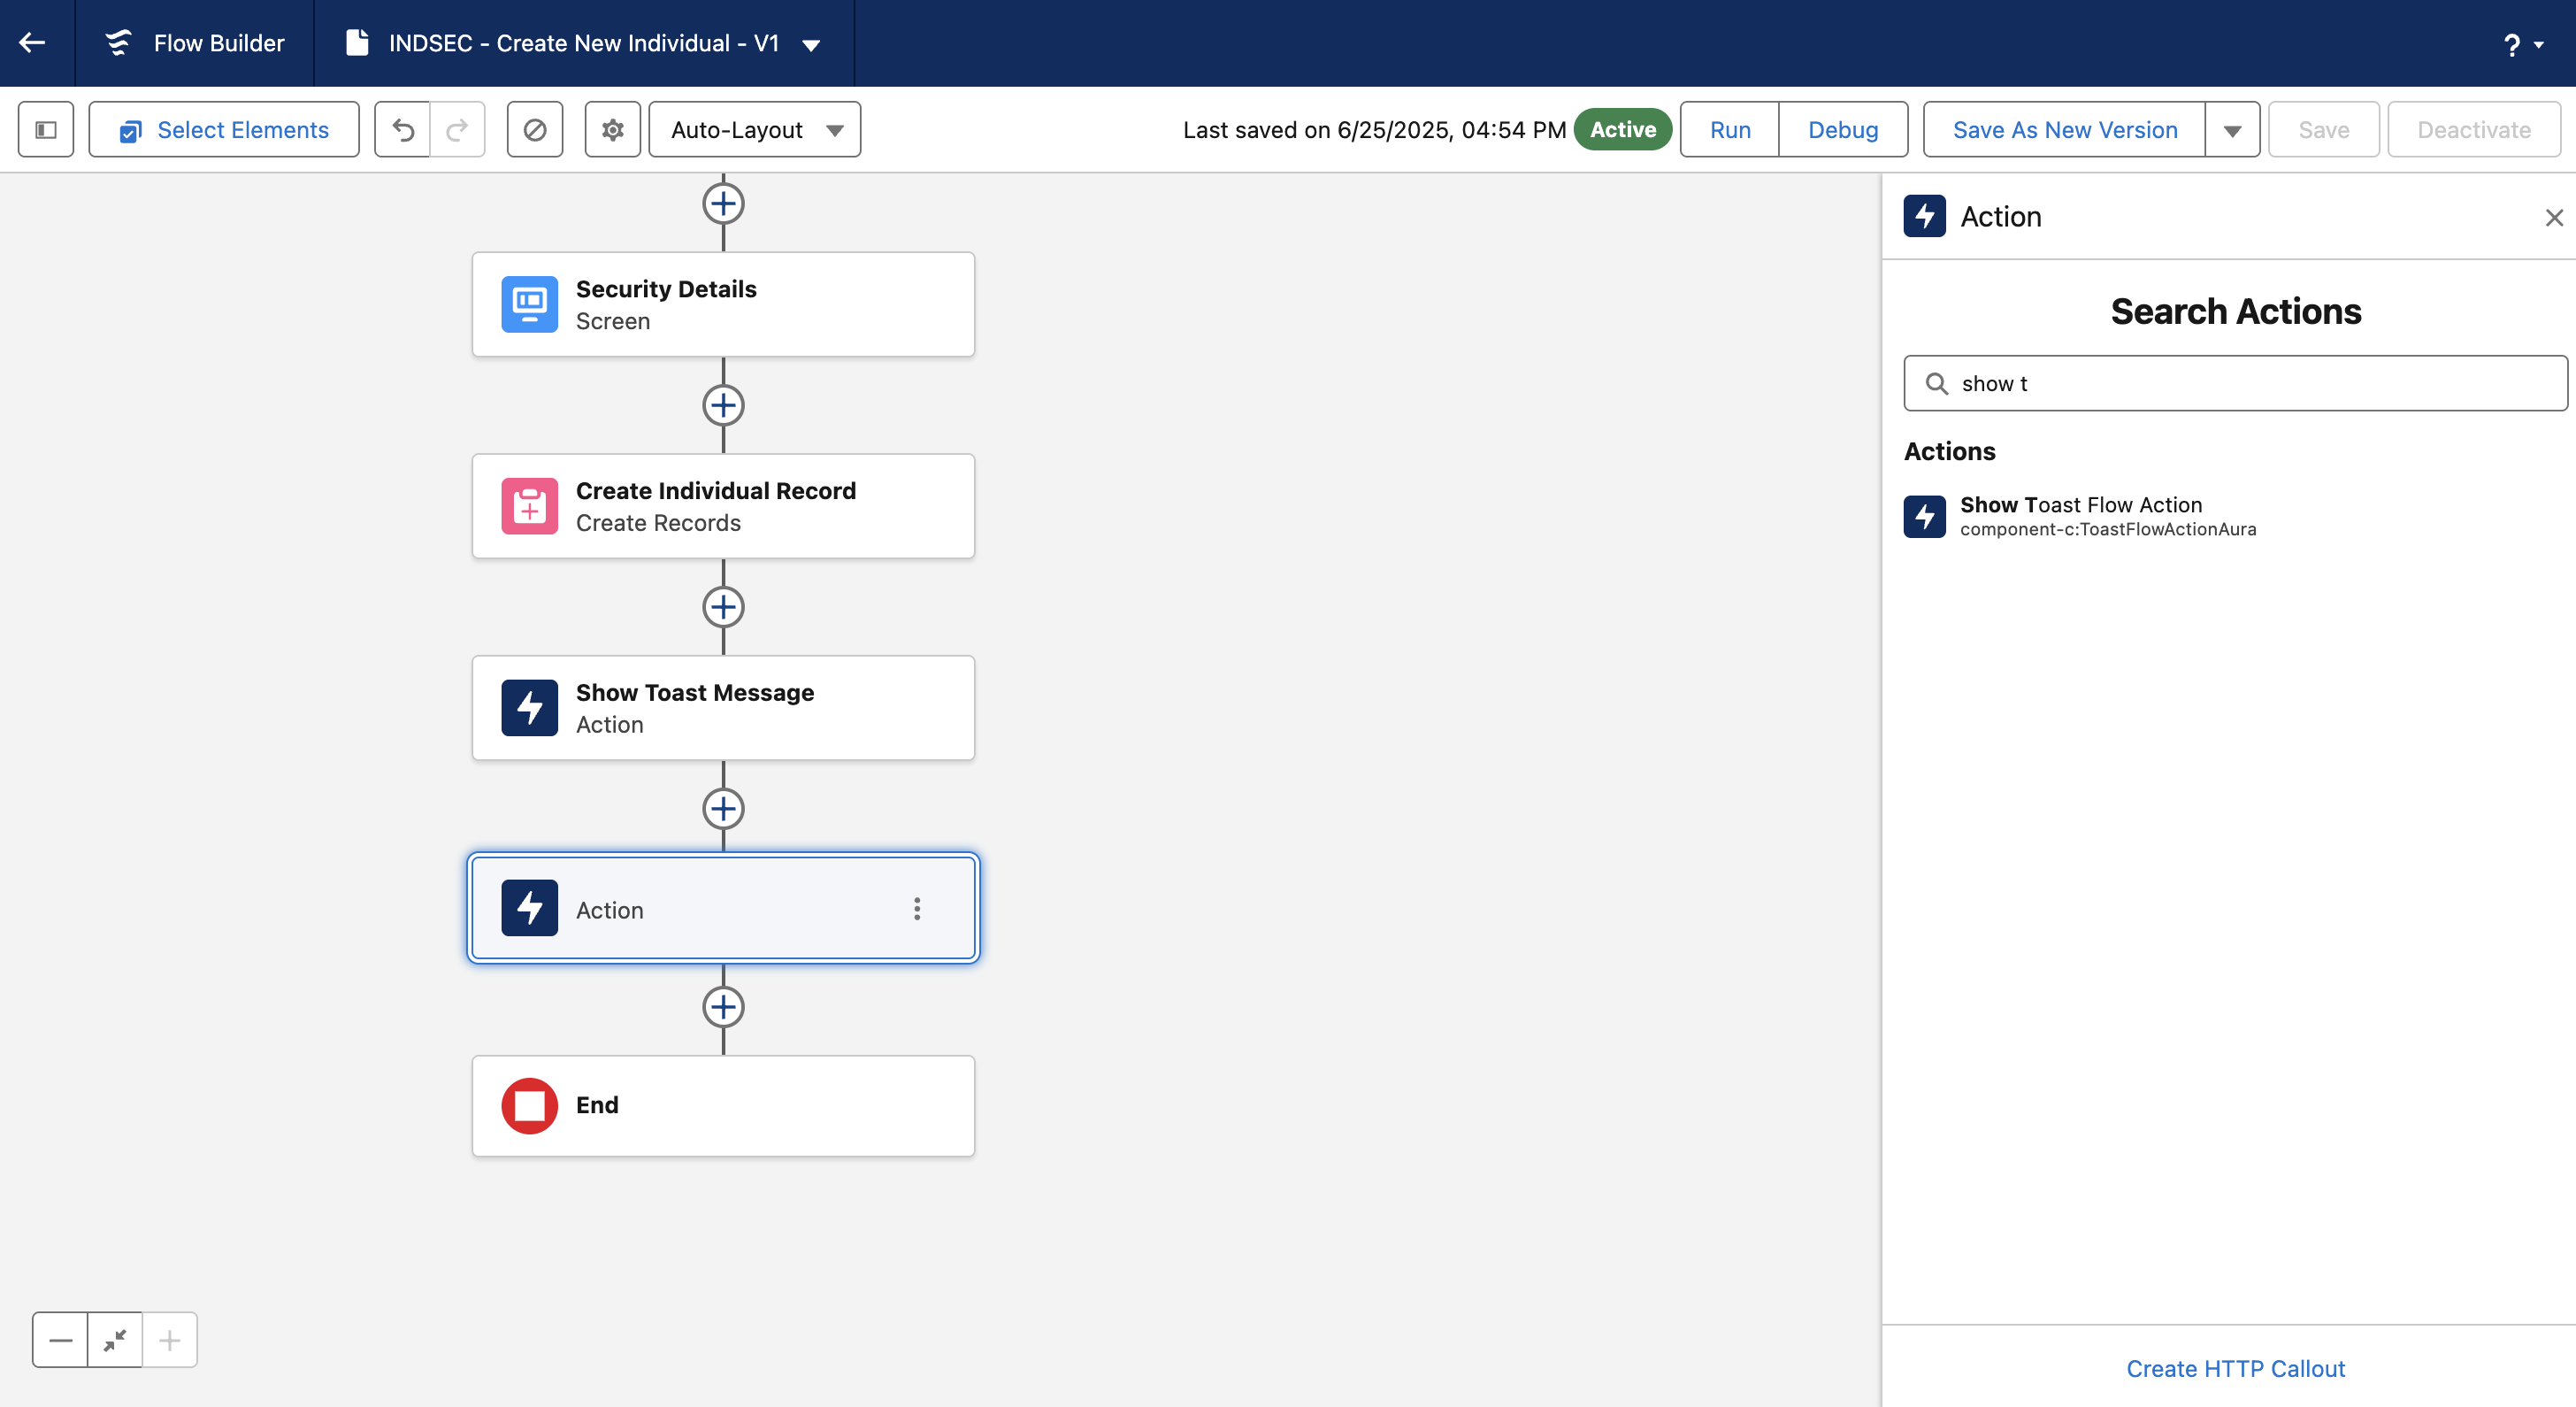 Flow Builder
INDSEC - Create New Individual - V1
?
Select Elements
Auto-Layout
Last saved on 6/25/2025, 04:54 PM
Active
Run
Debug
Save As New Version
Save
Deactivate
Security Details
Screen
Create Individual Record
Create Records
Show Toast Message
Action
Action
End
Action
Search Actions
show t
Actions
Show Toast Flow Action
component-c:ToastFlowActionAura
Create HTTP Callout